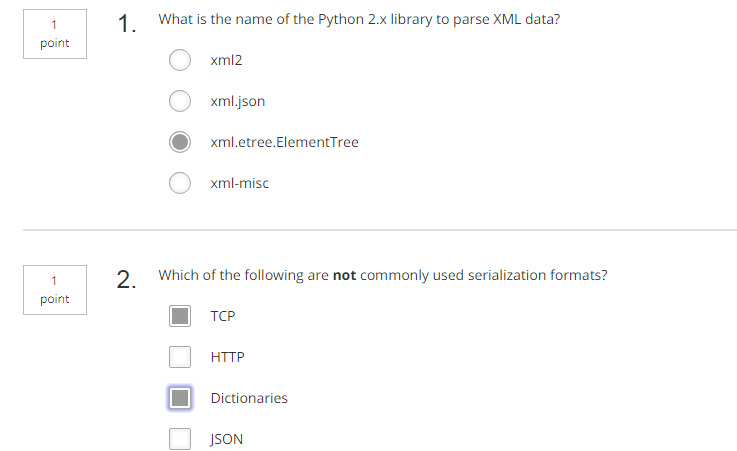 1
point
1.
What is the name of the Python 2.x library to parse XML data?
xml2
xml.json
xml.etree.ElementTree
xml-misc
1
point
2.
Which of the following are not commonly used serialization formats?
TCP
HTTP
Dictionaries
JSON